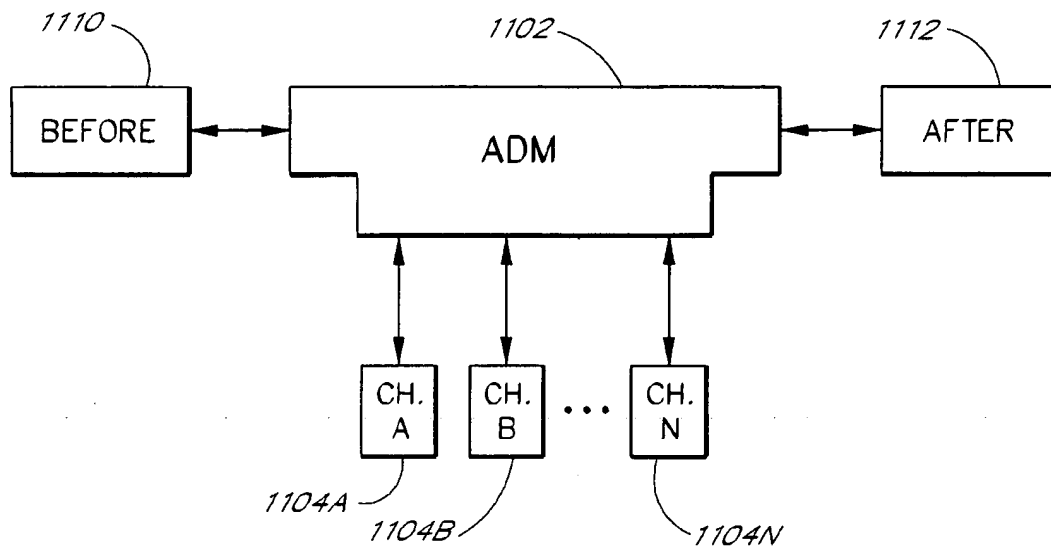 1110
1102
1112
BEFORE
ADM
AFTER
CH.
A
CH.
B
•••
CH.
N
1104A
1104B
1104N